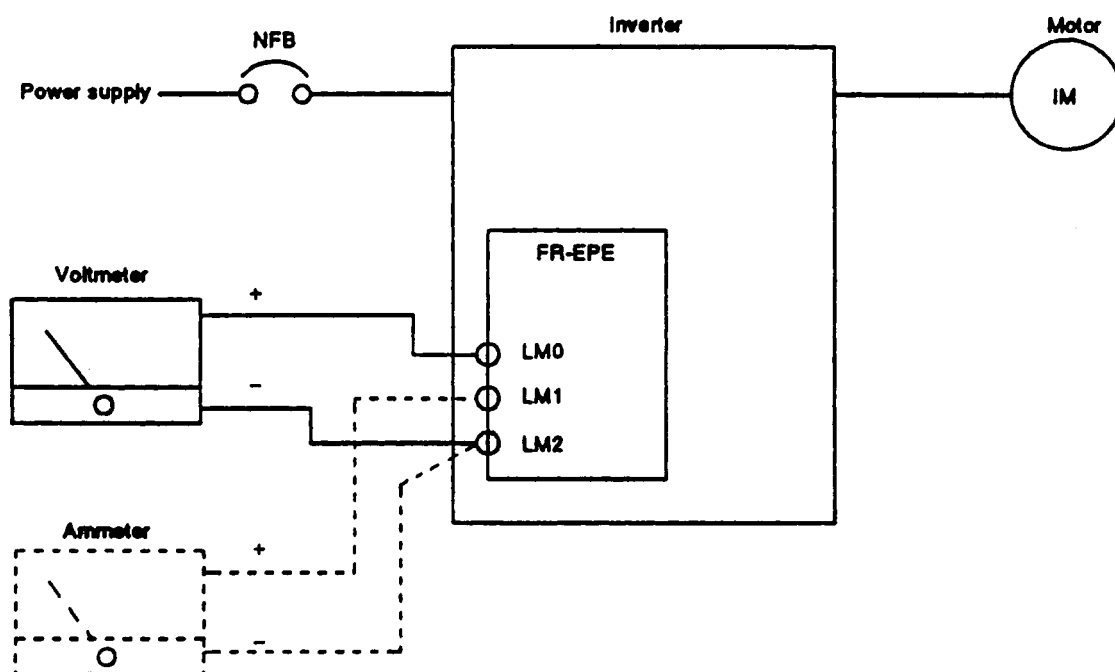 Inverter
Motor
NFB
Power supply
IM
FR-EPE
Voltmeter
+
LM0
−
LM1
LM2
Ammeter
+
−